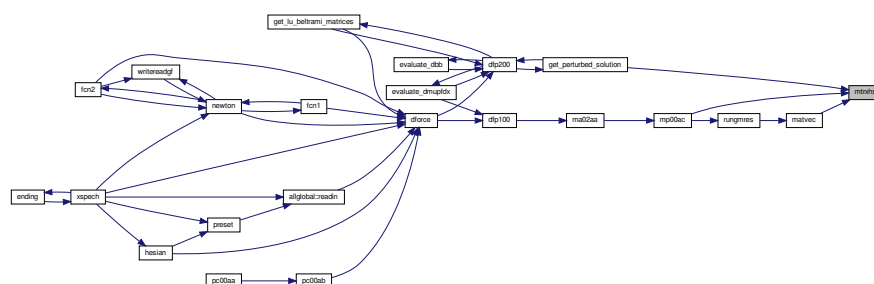 get_lu_beltrami_matrices
evaluate_dbb
dfp200
get_perturbed_solution
writereadgf
fcn2
evaluate_dmupfdx
newton
fcn1
dforce
dfp100
ma02aa
mp00ac
rungmres
matvec
ending
xspech
allglobal::readin
preset
hesian
pc00aa
pc00ab